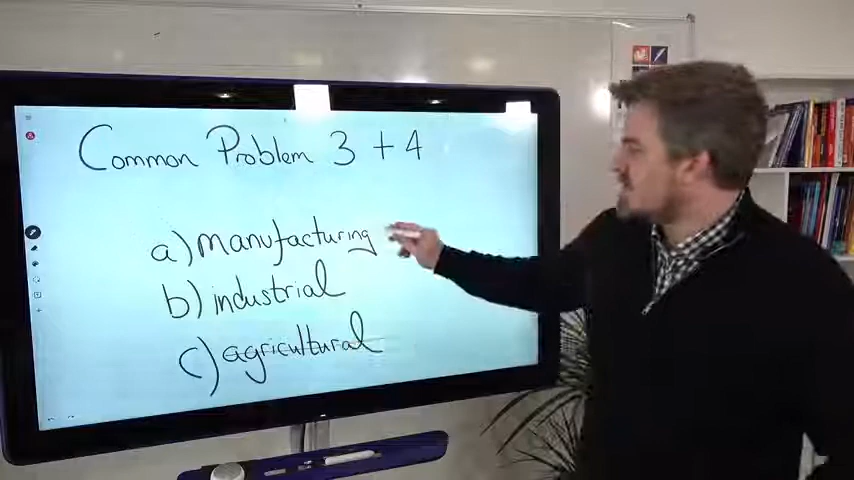 Common Problem 3 + 4
a) manufacturing
b) industrial
c) agricultural